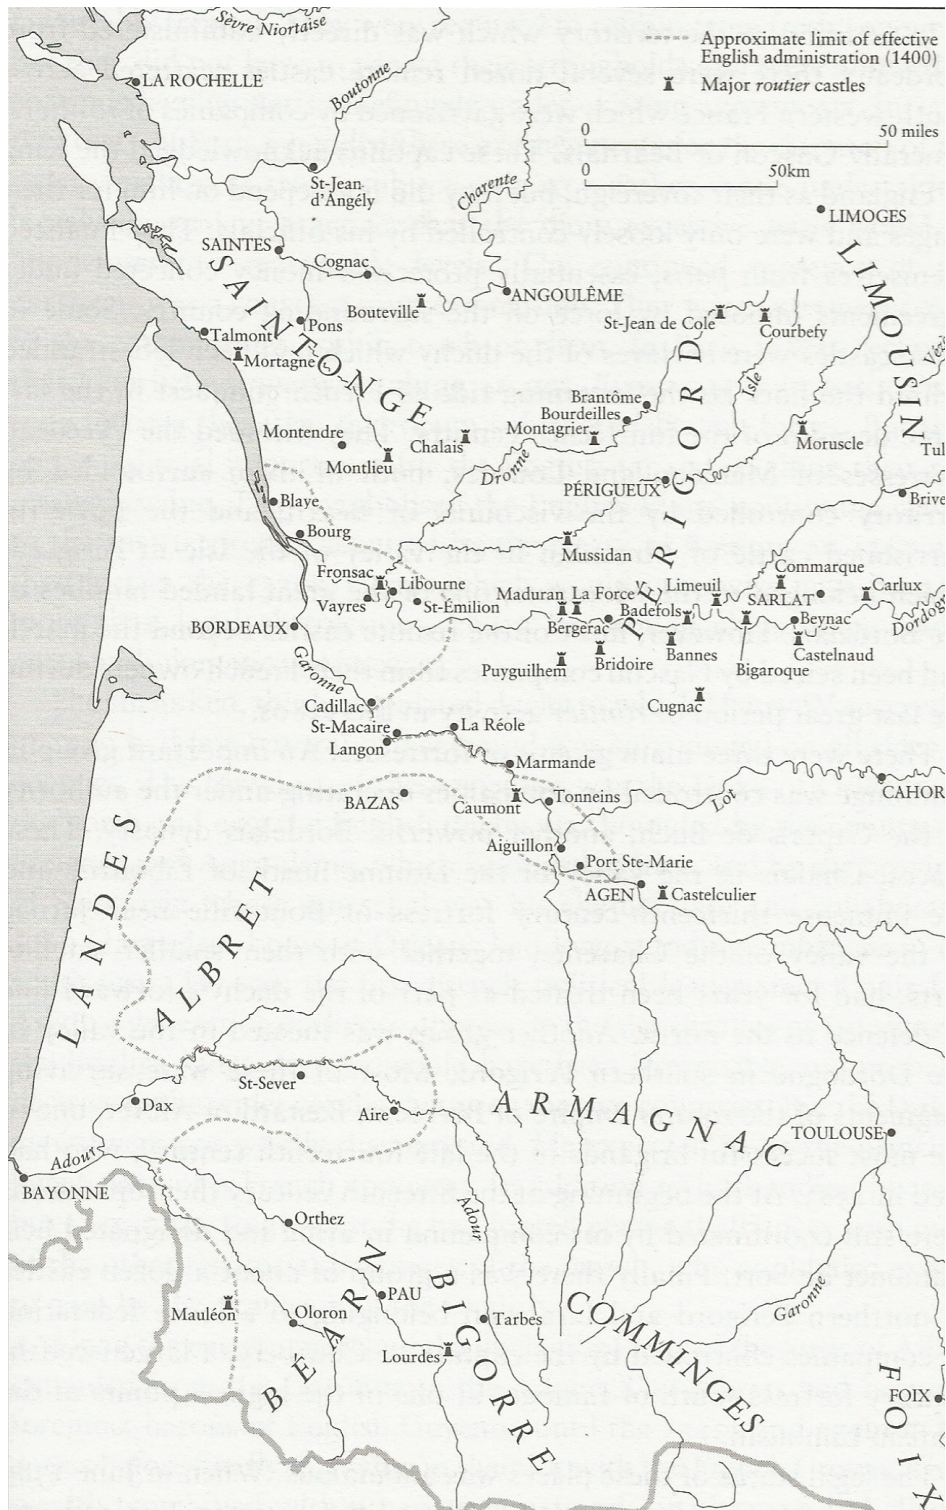 Sèvre Niortaise
Approximate limit of effective
English administration (1400)
Major routier castles
0
50 miles
0
50km
LA ROCHELLE
Boutonne
St-Jean
d'Angély
Charente
LIMOGES
SAINTES
Cognac
ANGOULÊME
Bouteville
LIMOUSIN
St-Jean de Cole
Courbefy
SAINTONGE
Talmont
Pons
Mortagne
Isle
Brantôme
Bourdeilles
Montagrier
Montendre
Chalais
Moruscle
Montlieu
Dronne
PÉRIGUEUX
PÉRIGORD
Tul
Brive
Blaye
Bourg
Mussidan
Fronsac
Libourne
Commarque
Carlux
Vayres
St-Émilion
Maduran
La Force
Limeuil
SARLAT
Badefols
BORDEAUX
Bergerac
Beynac
Bannes
Castelnaud
Bridoire
Puyguilhem
Bigaroque
Garonne
Cugnac
Cadillac
St-Macaire
La Réole
Langon
Marmande
BAZAS
Caumont
Tonneins
Lot
CAHOR
Aiguillon
Port Ste-Marie
AGEN
Castelculier
LANDES
ALBRET
St-Sever
Dax
Aire
ARMAGNAC
TOULOUSE
Adour
BAYONNE
Orthez
Adour
BEARN
PAU
Mauléon
Oloron
Tarbes
BIGORRE
Lourdes
COMMINGES
Garonne
FOIX
FOIX